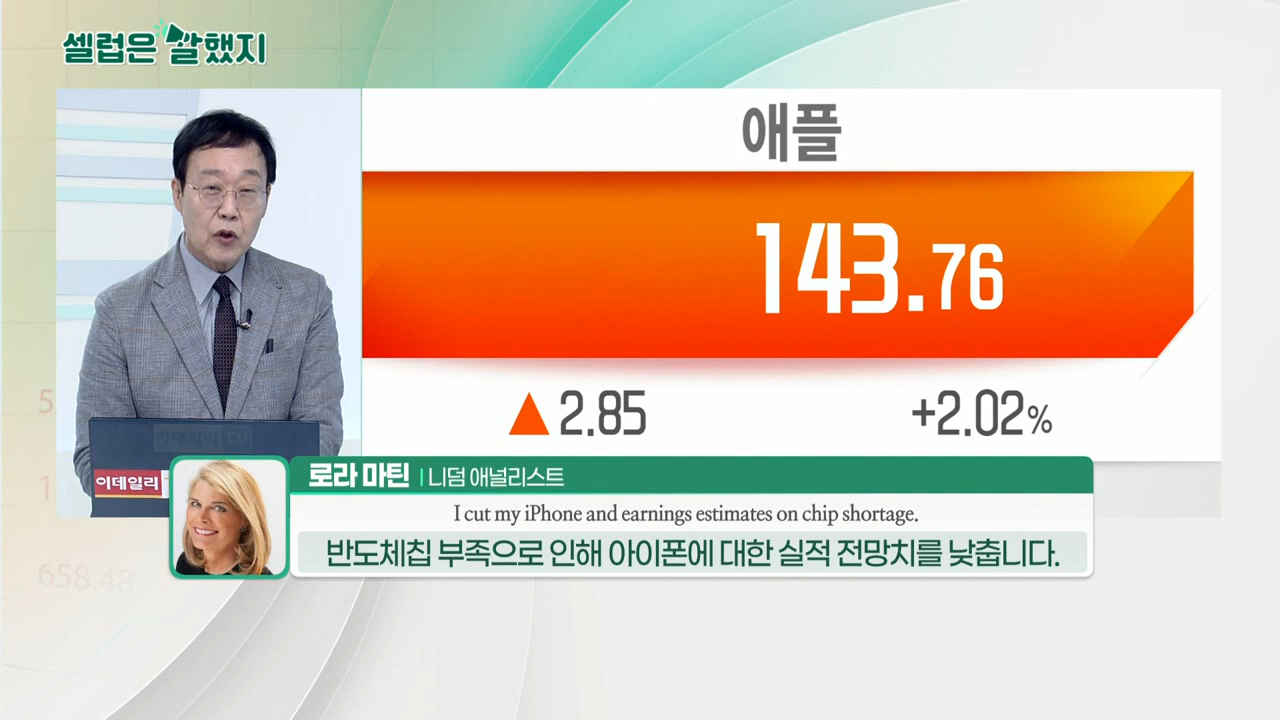 셀럽은 말했지
애플
143.76
▲ 2.85
+2.02%
이데일리
로라 마틴 | 니덤 애널리스트
I cut my iPhone and earnings estimates on chip shortage.
반도체칩 부족으로 인해 아이폰에 대한 실적 전망치를 낮춥니다.
658.48